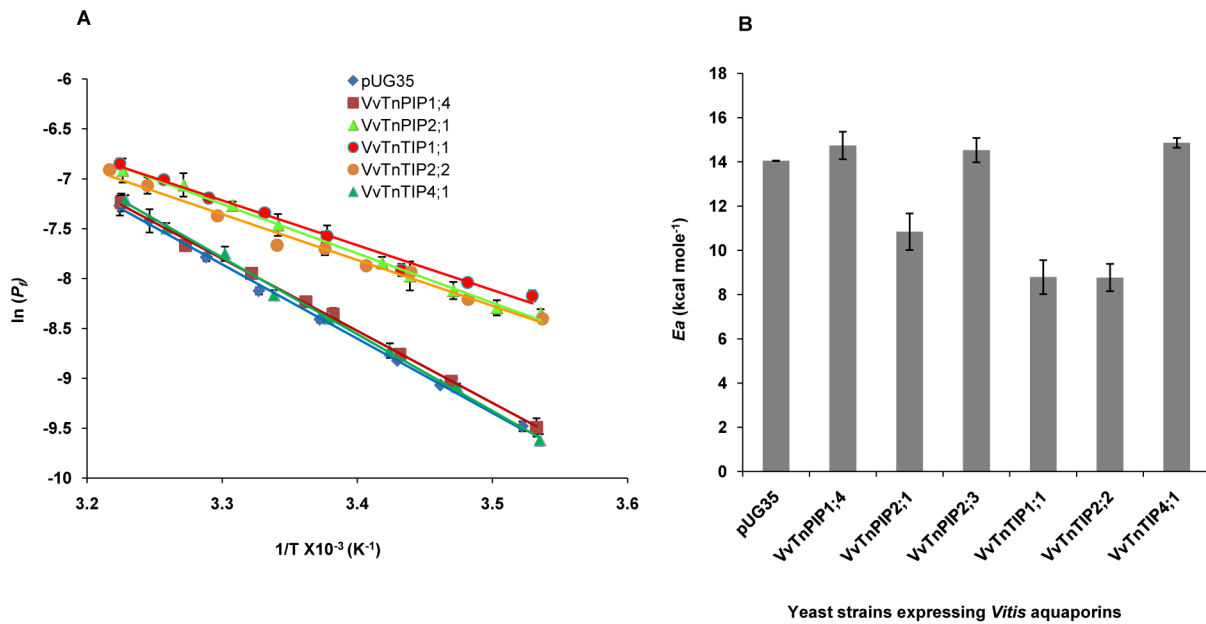 A
-6
-6.5
-7
-7.5
-8
-8.5
-9
-9.5
-10
ln (Pf)
3.2
3.3
3.4
3.5
3.6
1/T X10-3 (K-1)
pUG35
VvTnPIP1;4
VvTnPIP2;1
VvTnTIP1;1
VvTnTIP2;2
VvTnTIP4;1
B
18
16
14
12
10
8
6
4
2
0
Ea (kcal mole-1)
pUG35
VvTnPIP1;4
VvTnPIP2;1
VvTnPIP2;3
VvTnTIP1;1
VvTnTIP2;2
VvTnTIP4;1
Yeast strains expressing Vitis aquaporins